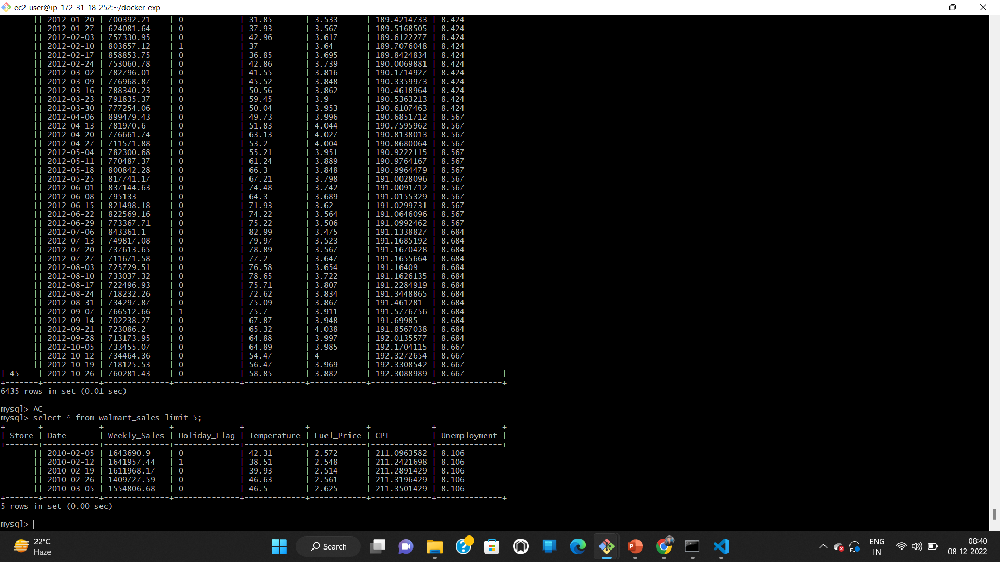 ec2-user@ip-172-31-18-252:~/docker_exp
|| 2012-01-20 | 700392.21 | 0 | 31.85 | 3.533 | 189.4214733 | 8.424
|| 2012-01-27 | 624081.64 | 0 | 37.93 | 3.567 | 189.5168505 | 8.424
|| 2012-02-03 | 757330.95 | 0 | 42.96 | 3.617 | 189.6122277 | 8.424
|| 2012-02-10 | 803657.12 | 1 | 37 | 3.64 | 189.7076048 | 8.424
|| 2012-02-17 | 858853.75 | 0 | 36.85 | 3.695 | 189.8424834 | 8.424
|| 2012-02-24 | 753060.78 | 0 | 42.86 | 3.739 | 190.0069881 | 8.424
|| 2012-03-02 | 782796.01 | 0 | 41.55 | 3.816 | 190.1714927 | 8.424
|| 2012-03-09 | 776968.87 | 0 | 45.52 | 3.848 | 190.3359973 | 8.424
|| 2012-03-16 | 788340.23 | 0 | 50.56 | 3.862 | 190.4618964 | 8.424
|| 2012-03-23 | 791835.37 | 0 | 59.45 | 3.9 | 190.5363213 | 8.424
|| 2012-03-30 | 777254.06 | 0 | 50.04 | 3.953 | 190.6107463 | 8.424
|| 2012-04-06 | 899479.43 | 0 | 49.73 | 3.996 | 190.6851712 | 8.567
|| 2012-04-13 | 781970.6 | 0 | 51.83 | 4.044 | 190.7595962 | 8.567
|| 2012-04-20 | 776661.74 | 0 | 63.13 | 4.027 | 190.8138013 | 8.567
|| 2012-04-27 | 711571.88 | 0 | 53.2 | 4.004 | 190.8680064 | 8.567
|| 2012-05-04 | 782300.68 | 0 | 55.21 | 3.951 | 190.9222115 | 8.567
|| 2012-05-11 | 770487.37 | 0 | 61.24 | 3.889 | 190.9764167 | 8.567
|| 2012-05-18 | 800842.28 | 0 | 66.3 | 3.848 | 190.9964479 | 8.567
|| 2012-05-25 | 817741.17 | 0 | 67.21 | 3.798 | 191.0028096 | 8.567
|| 2012-06-01 | 837144.63 | 0 | 74.48 | 3.742 | 191.0091712 | 8.567
|| 2012-06-08 | 795133 | 0 | 64.3 | 3.689 | 191.0155329 | 8.567
|| 2012-06-15 | 821498.18 | 0 | 71.93 | 3.62 | 191.0299731 | 8.567
|| 2012-06-22 | 822569.16 | 0 | 74.22 | 3.564 | 191.0646096 | 8.567
|| 2012-06-29 | 773367.71 | 0 | 75.22 | 3.506 | 191.0992462 | 8.567
|| 2012-07-06 | 843361.1 | 0 | 82.99 | 3.475 | 191.1338827 | 8.684
|| 2012-07-13 | 749817.08 | 0 | 79.97 | 3.523 | 191.1685192 | 8.684
|| 2012-07-20 | 737613.65 | 0 | 78.89 | 3.567 | 191.1670428 | 8.684
|| 2012-07-27 | 711671.58 | 0 | 77.2 | 3.647 | 191.1655664 | 8.684
|| 2012-08-03 | 725729.51 | 0 | 76.58 | 3.654 | 191.16409 | 8.684
|| 2012-08-10 | 733037.32 | 0 | 78.65 | 3.722 | 191.1626135 | 8.684
|| 2012-08-17 | 722496.93 | 0 | 75.71 | 3.807 | 191.2284919 | 8.684
|| 2012-08-24 | 718232.26 | 0 | 72.62 | 3.834 | 191.3448865 | 8.684
|| 2012-08-31 | 734297.87 | 0 | 75.09 | 3.867 | 191.461281 | 8.684
|| 2012-09-07 | 766512.66 | 1 | 75.7 | 3.911 | 191.5776756 | 8.684
|| 2012-09-14 | 702238.27 | 0 | 67.87 | 3.948 | 191.69985 | 8.684
|| 2012-09-21 | 723086.2 | 0 | 65.32 | 4.038 | 191.8567038 | 8.684
|| 2012-09-28 | 713173.95 | 0 | 64.88 | 3.997 | 192.0135577 | 8.684
|| 2012-10-05 | 733455.07 | 0 | 64.89 | 3.985 | 192.1704115 | 8.667
|| 2012-10-12 | 734464.36 | 0 | 54.47 | 4 | 192.3272654 | 8.667
|| 2012-10-19 | 718125.53 | 0 | 56.47 | 3.969 | 192.3308542 | 8.667
| 45 | 2012-10-26 | 760281.43 | 0 | 58.85 | 3.882 | 192.3088989 | 8.667 |
+-------+------------+--------------+--------------+-------------+------------+-------------+--------------+
6435 rows in set (0.01 sec)
mysql> ^C
mysql> select * from walmart_sales limit 5;
+-------+------------+--------------+--------------+-------------+------------+-------------+--------------+
| Store | Date | Weekly_Sales | Holiday_Flag | Temperature | Fuel_Price | CPI | Unemployment |
+-------+------------+--------------+--------------+-------------+------------+-------------+--------------+
|| 2010-02-05 | 1643690.9 | 0 | 42.31 | 2.572 | 211.0963582 | 8.106
|| 2010-02-12 | 1641957.44 | 1 | 38.51 | 2.548 | 211.2421698 | 8.106
|| 2010-02-19 | 1611968.17 | 0 | 39.93 | 2.514 | 211.2891429 | 8.106
|| 2010-02-26 | 1409727.59 | 0 | 46.63 | 2.561 | 211.3196429 | 8.106
|| 2010-03-05 | 1554806.68 | 0 | 46.5 | 2.625 | 211.3501429 | 8.106
+-------+------------+--------------+--------------+-------------+------------+-------------+--------------+
5 rows in set (0.00 sec)
mysql>
22°C
Haze
Search
ENG
IN
08:40
08-12-2022